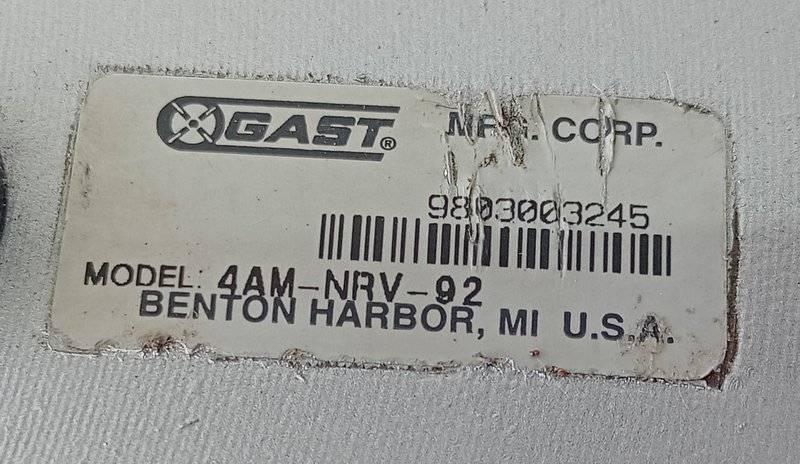 GAST® MFG. CORP.
9803003245
MODEL: 4AM-NRV-92
BENTON HARBOR, MI U.S.A.